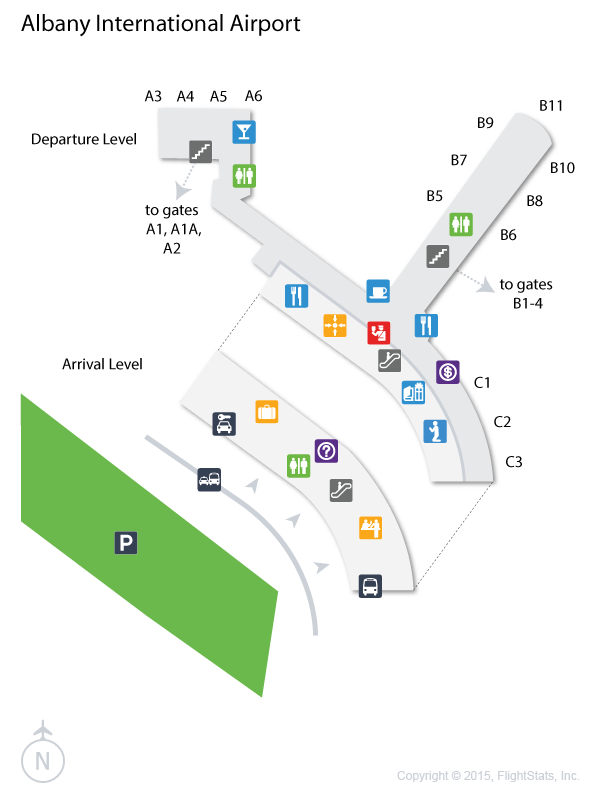 Albany International Airport
A3 A4 A5 A6
B11
B9
Departure Level
B7
B10
B5
B8
to gates
A1, A1A,
A2
B6
to gates
B1-4
Arrival Level
$
C1
C2
?
C3
P
N
Copyright © 2015, FlightStats, Inc.